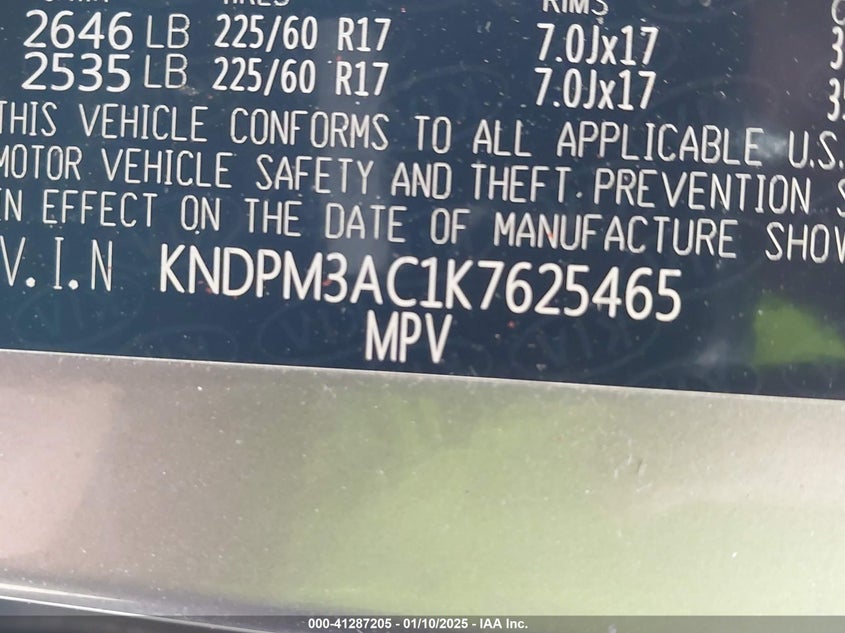 2646 LB 225/60 R17 7.0Jx17
2535 LB 225/60 R17 7.0Jx17
THIS VEHICLE CONFORMS TO ALL APPLICABLE U.S.
MOTOR VEHICLE SAFETY AND THEFT PREVENTION S
IN EFFECT ON THE DATE OF MANUFACTURE SHOW
V.I.N KNDPM3AC1K7625465
MPV
000-41287205 - 01/10/2025 - IAA Inc.